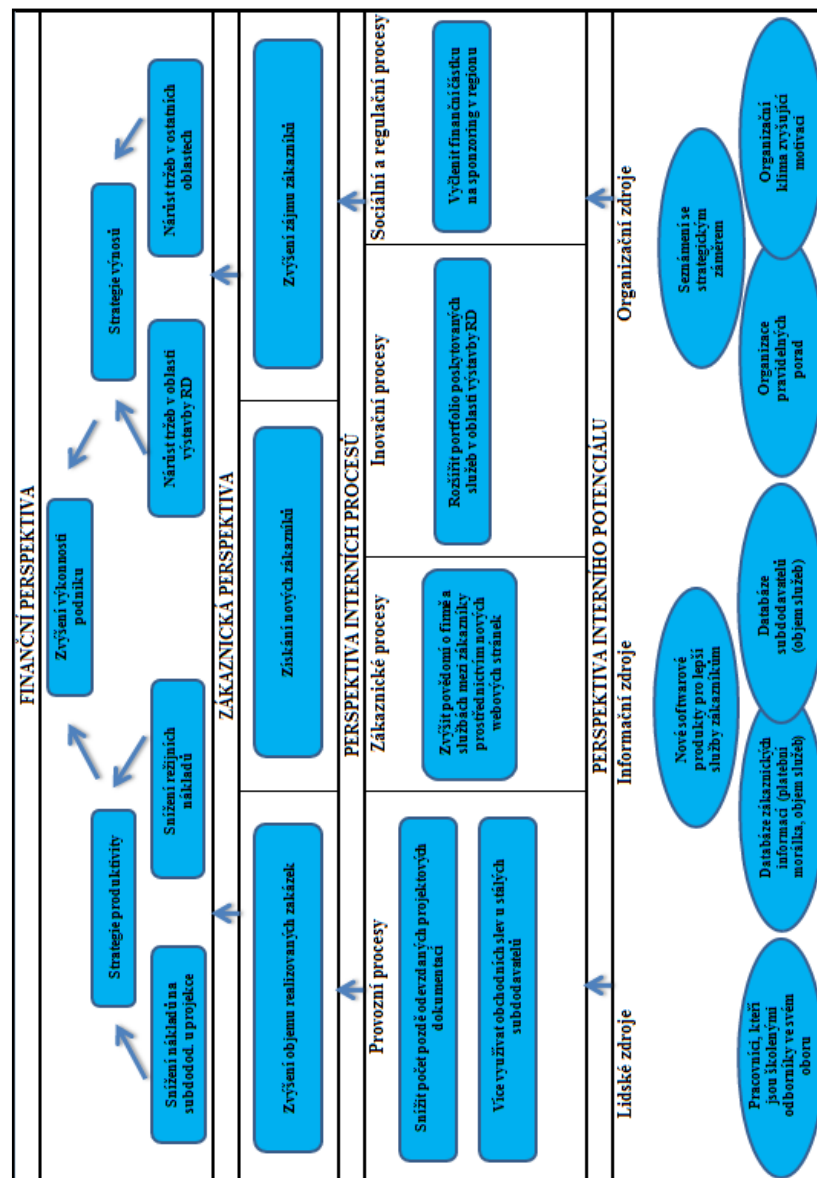 FINANČNÍ PERSPEKTIVA
Zvýšení výkonnosti
podniku
Strategie produktivity
Strategie výnosů
Snížení nákladů na
subdodod. u projekce
Snížení režijních
nákladů
Nárůst tržeb v oblasti
výstavby RD
Nárůst tržeb v ostatních
oblastech
ZÁKAZNICKÁ PERSPEKTIVA
Zvýšení objemu realizovaných zakázek
Získání nových zákazníků
Zvýšení zájmu zákazníků
PERSPEKTIVA INTERNÍCH PROCESŮ
Provozní procesy
Zákaznické procesy
Inovační procesy
Sociální a regulační procesy
Snížit počet pozdě odevzdaných projektových
dokumentací
Více využívat obchodních slev u stálých
subdodavatelů
Zvýšit povědomí o firmě a
službách mezi zákazníky
prostřednictvím nových
webových stránek
Rozšířit portfolio poskytovaných
služeb v oblasti výstavby RD
Vyčlenit finanční částku
na sponzoring v regionu
PERSPEKTIVA INTERNÍHO POTENCIÁLU
Lidské zdroje
Informační zdroje
Organizační zdroje
Pracovníci, kteří
jsou školenými
odborníky ve svém
oboru
Nové softwarové
produkty pro lepší
služby zákazníkům
Databáze zákaznických
informací (platební
morálka, objem služeb)
Databáze
subdodavatelů
(objem služeb)
Seznámení se
strategickým
záměrem
Organizace
pravidelných
porad
Organizační
klima zvyšující
motivaci